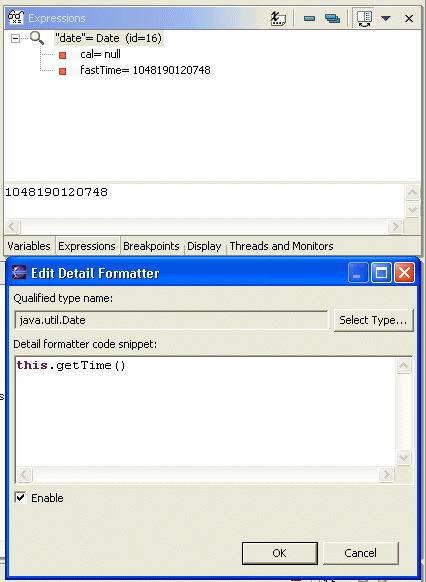 Expressions
"date"= Date (id=16)
cal= null
fastTime= 1048190120748
1048190120748
Variables Expressions Breakpoints Display Threads and Monitors
Edit Detail Formatter
Qualified type name:
java.util.Date Select Type...
Detail formatter code snippet:
this.getTime()
Enable
OK Cancel